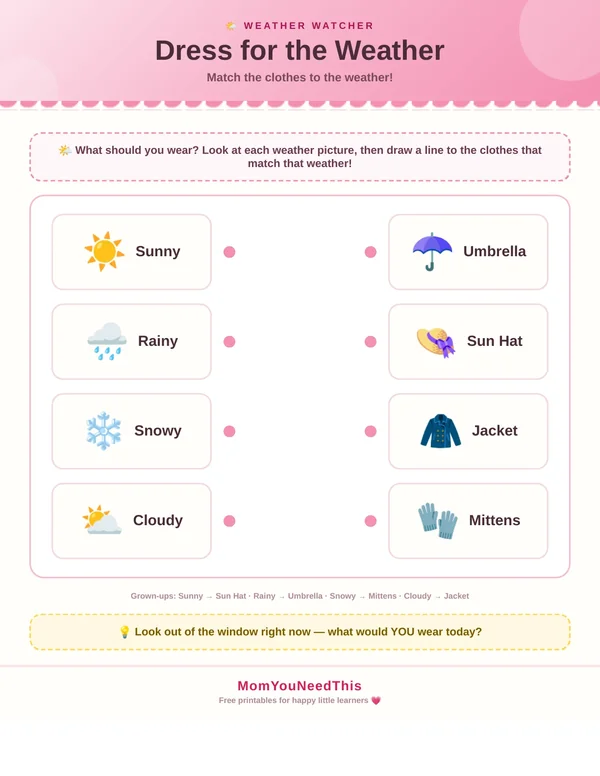 🌤️ WEATHER WATCHER
Dress for the Weather
Match the clothes to the weather!
🌤️ What should you wear? Look at each weather picture, then draw a line to the clothes that
match that weather!
Sunny
Umbrella
Rainy
Sun Hat
Snowy
Jacket
Cloudy
Mittens
Grown-ups: Sunny → Sun Hat · Rainy → Umbrella · Snowy → Mittens · Cloudy → Jacket
💡 Look out of the window right now — what would YOU wear today?
MomYouNeedThis
Free printables for happy little learners 💗